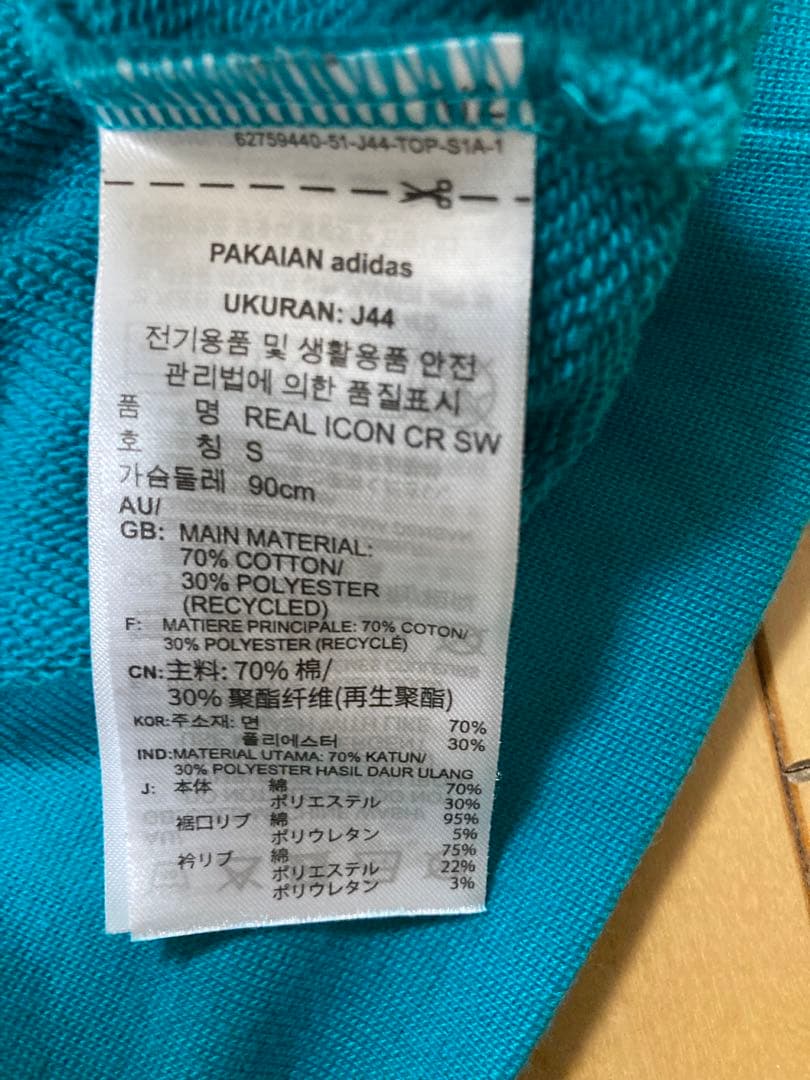 62759440-51-J44-TOP-S1A-1
PAKAIAN adidas
UKURAN: J44
전기용품 및 생활용품 안전
관리법에 의한 품질표시
품 명 REAL ICON CR SW
호 칭 S
가슴둘레 90cm
AU/
GB: MAIN MATERIAL:
70% COTTON/
30% POLYESTER
(RECYCLED)
F: MATIERE PRINCIPALE: 70% COTON/
30% POLYESTER (RECYCLÉ)
CN:主料: 70% 棉/
30% 聚酯纤维(再生聚酯)
KOR:주소재: 면 70%
폴리에스터 30%
IND:MATERIAL UTAMA: 70% KATUN/
30% POLYESTER HASIL DAUR ULANG
J: 本体 綿 70%
ポリエステル 30%
裾口リブ 綿 95%
ポリウレタン 5%
衿リブ 綿 75%
ポリエステル 22%
ポリウレタン 3%